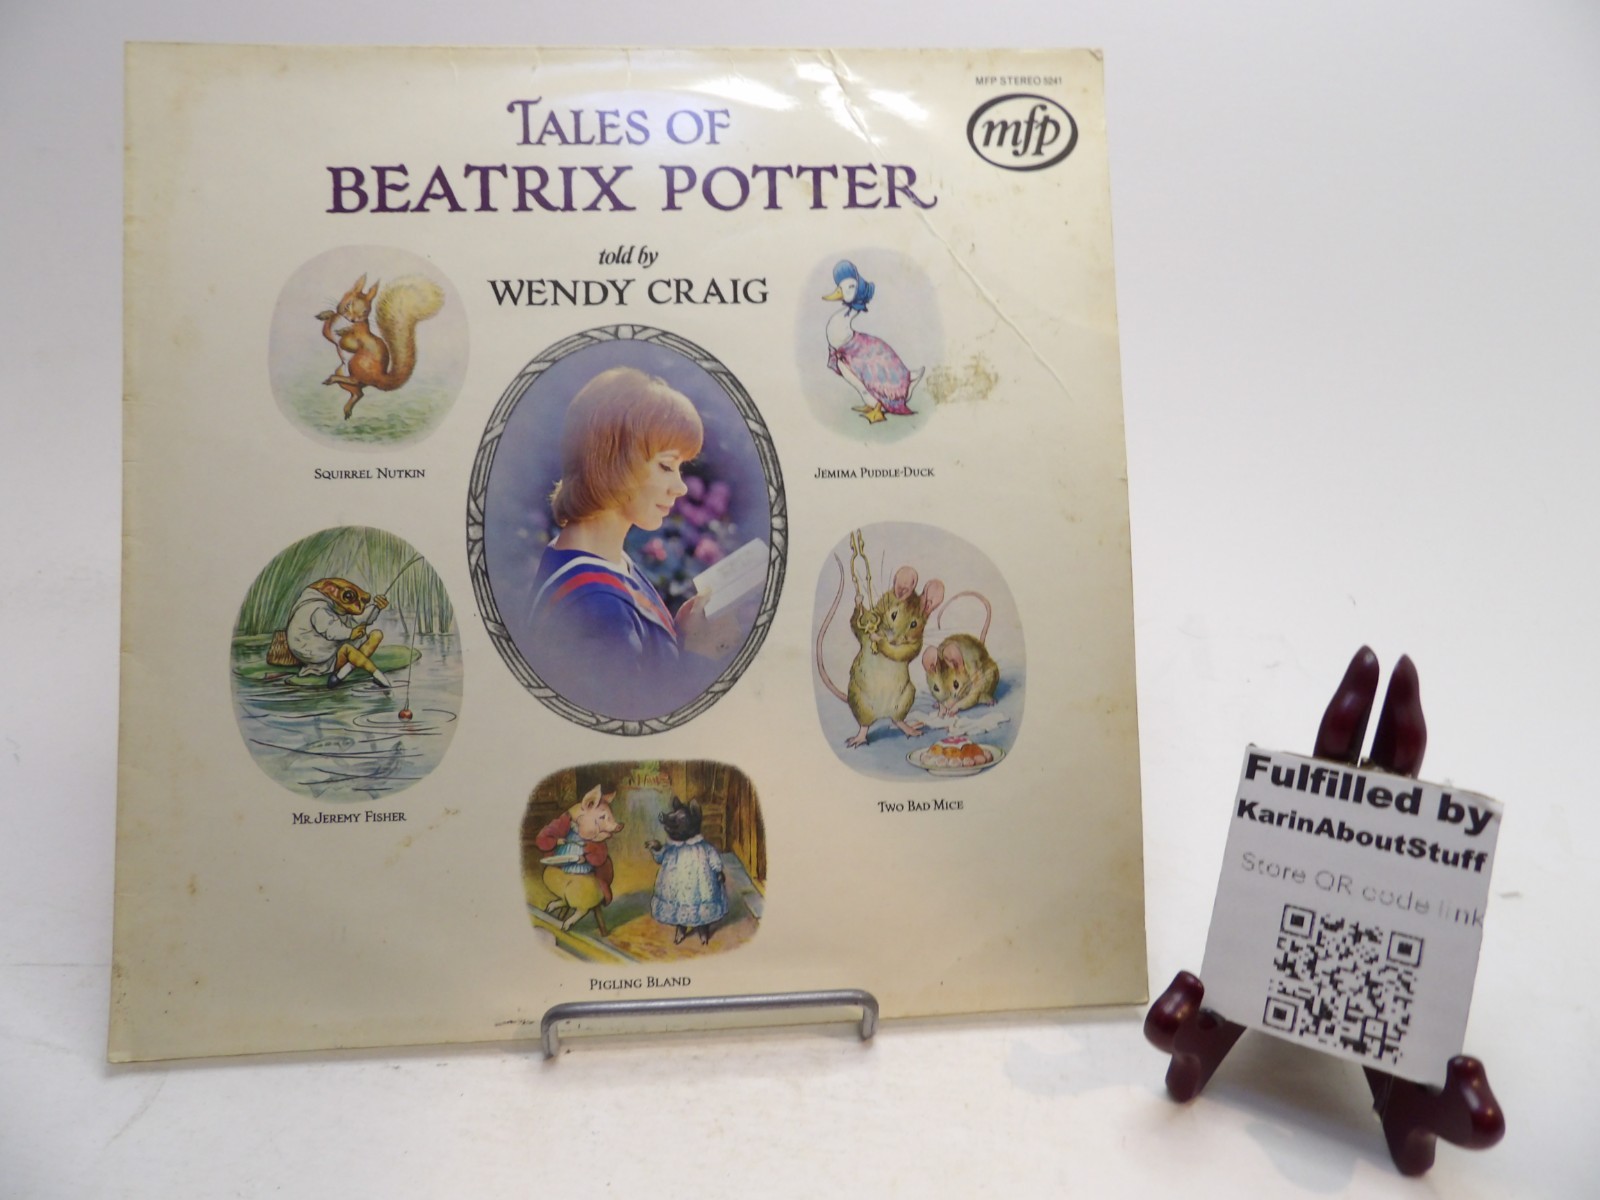 MFP STEREO 5241
mfp
TALES OF
BEATRIX POTTER
told by
WENDY CRAIG
SQUIRREL NUTKIN
JEMIMA PUDDLE-DUCK
MR JEREMY FISHER
TWO BAD MICE
PIGLING BLAND
Fulfilled by
KarinAboutStuff
Store QR code link